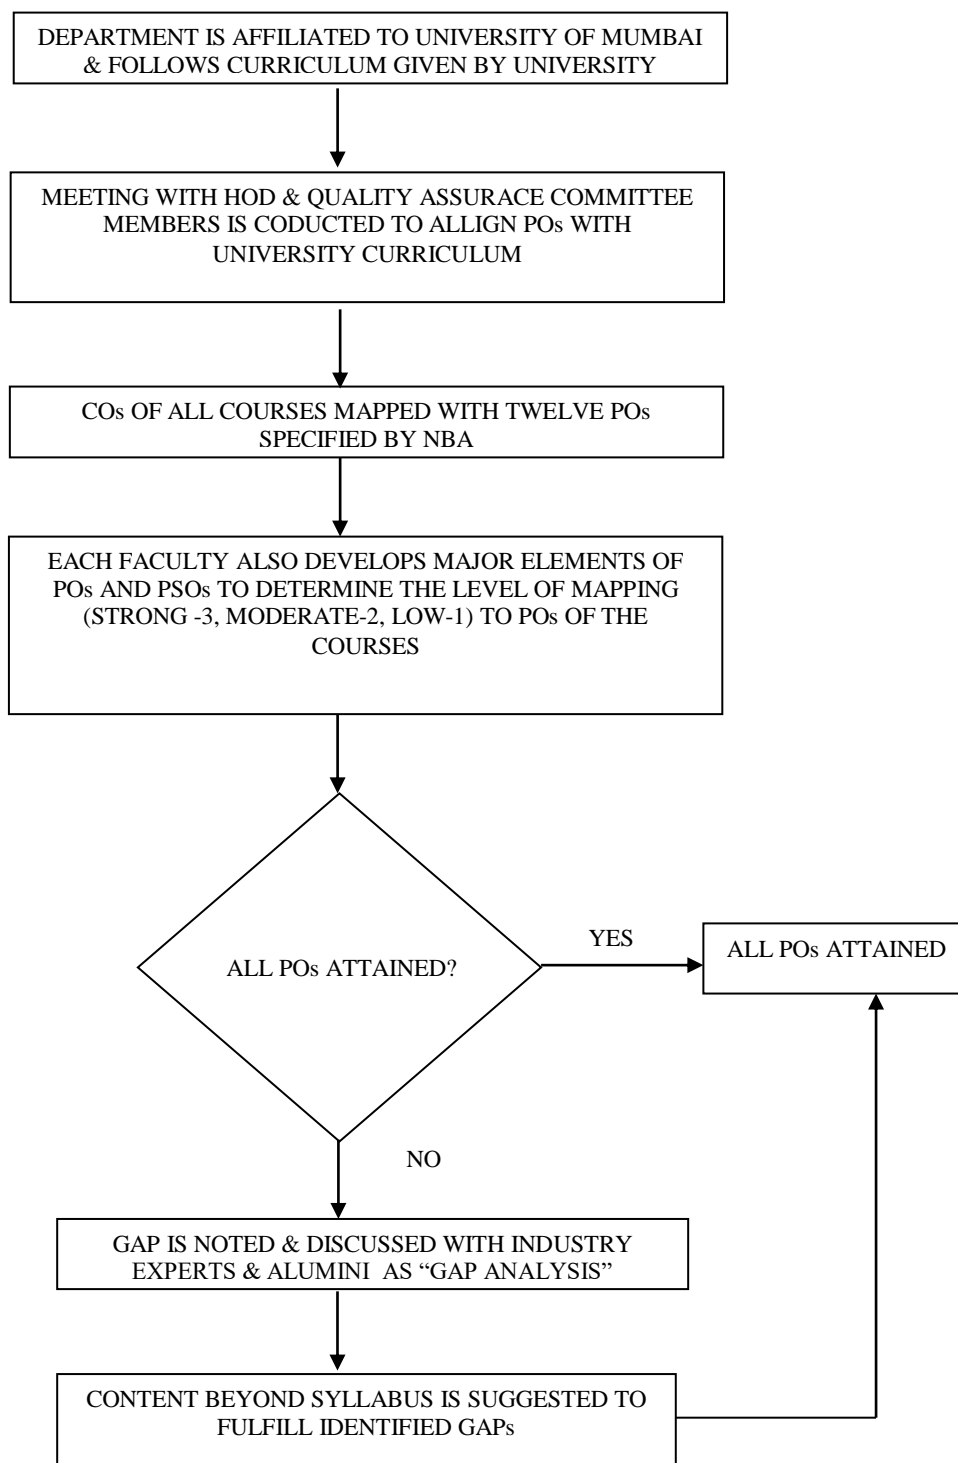 DEPARTMENT IS AFFILIATED TO UNIVERSITY OF MUMBAI
& FOLLOWS CURRICULUM GIVEN BY UNIVERSITY
MEETING WITH HOD & QUALITY ASSURACE COMMITTEE
MEMBERS IS CODUCTED TO ALLIGN POs WITH
UNIVERSITY CURRICULUM
COs OF ALL COURSES MAPPED WITH TWELVE POs
SPECIFIED BY NBA
EACH FACULTY ALSO DEVELOPS MAJOR ELEMENTS OF
POs AND PSOs TO DETERMINE THE LEVEL OF MAPPING
(STRONG -3, MODERATE-2, LOW-1) TO POs OF THE
COURSES
ALL POs ATTAINED?
YES
ALL POs ATTAINED
NO
GAP IS NOTED & DISCUSSED WITH INDUSTRY
EXPERTS & ALUMINI AS “GAP ANALYSIS”
CONTENT BEYOND SYLLABUS IS SUGGESTED TO
FULFILL IDENTIFIED GAPs